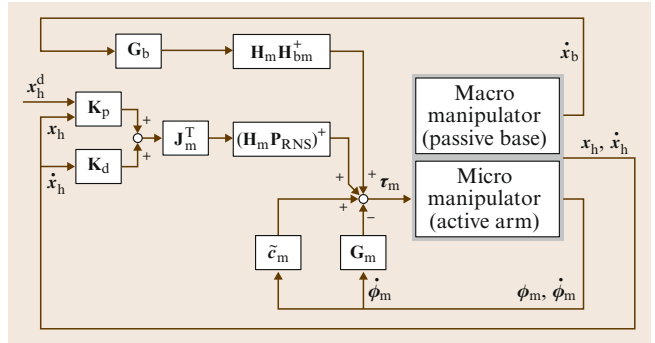 G_b
H_m H_bm^+
ẋ_b
x_h^d
K_p
x_h
+
+
J_m^T
(H_m P_RNS)^+
K_d
ẋ_h
Macro
manipulator
(passive base)
x_h, ẋ_h
+
+
τ_m
+
−
Micro
manipulator
(active arm)
c̃_m
G_m
ϕ̇_m
ϕ_m, ϕ̇_m